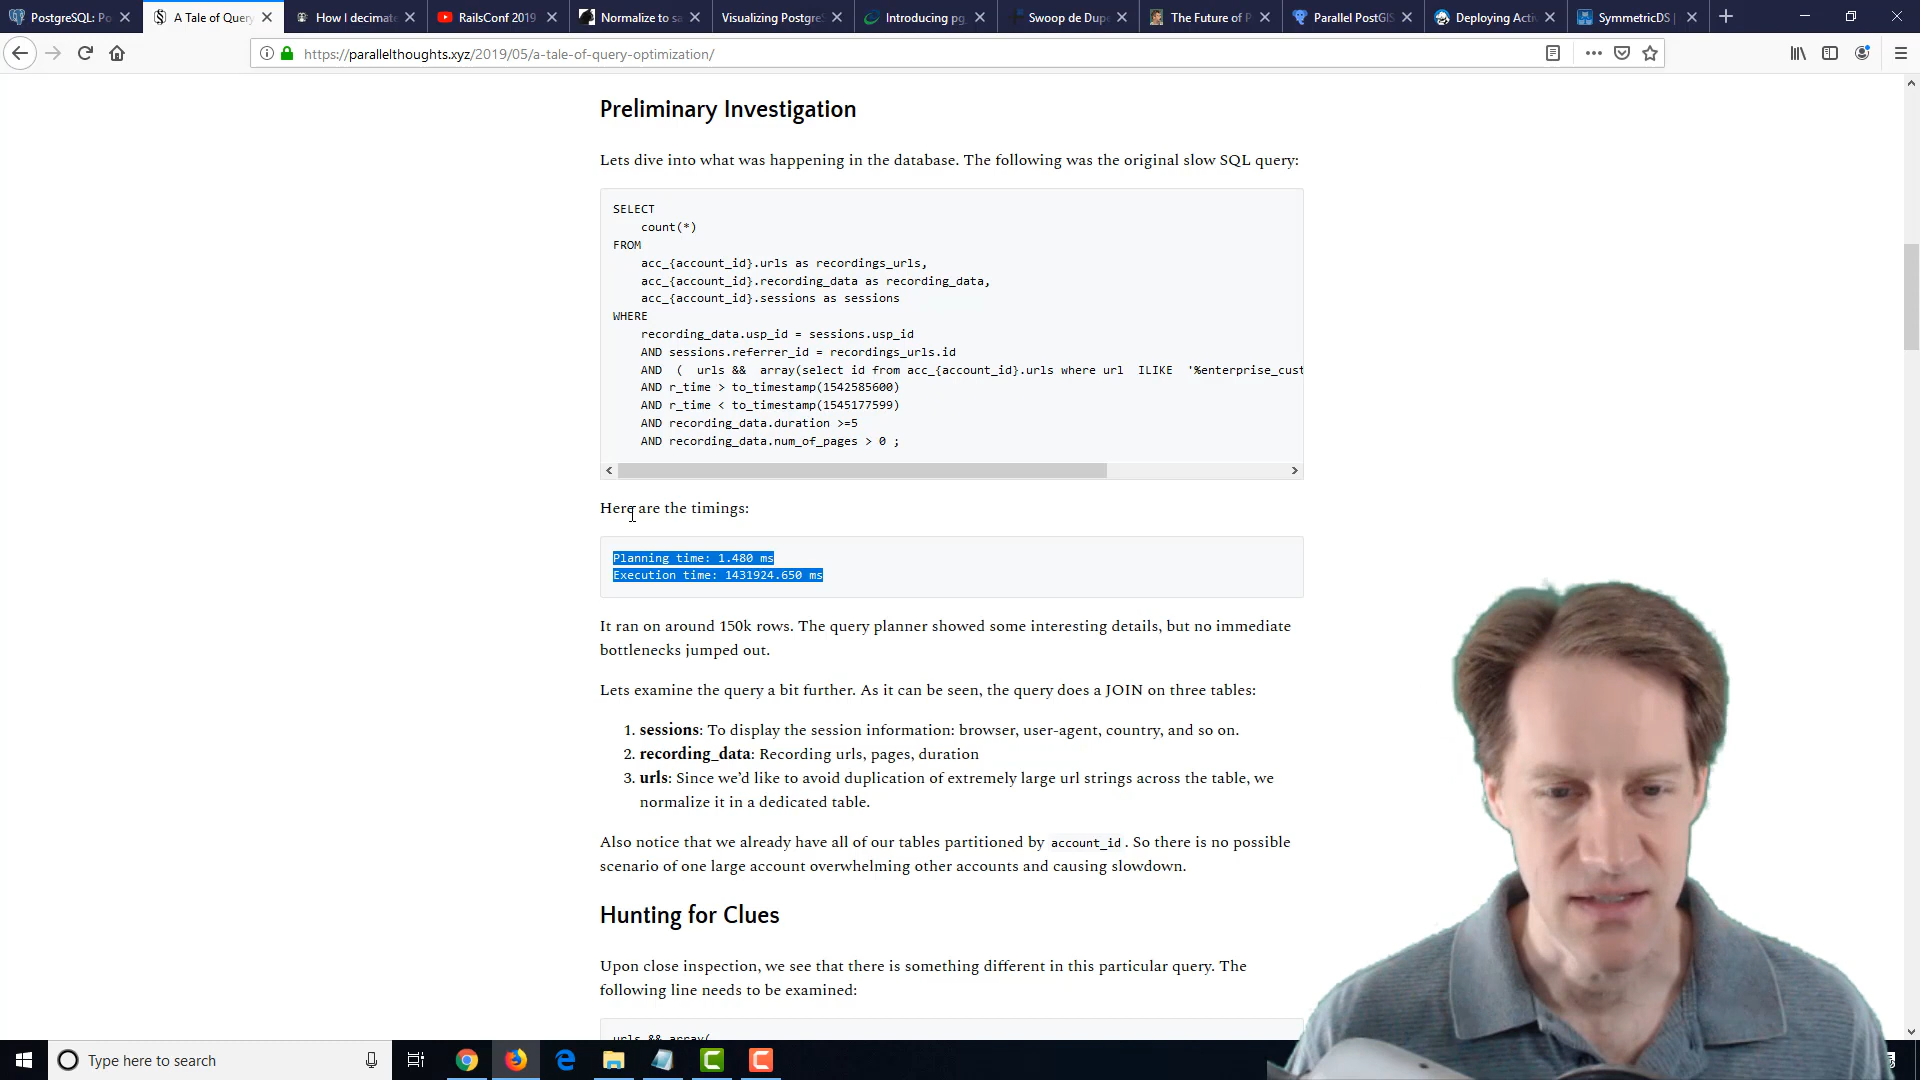 PostgreSQL: Po
A Tale of Query
How I decimate
RailsConf 2019
Normalize to sa
Visualizing Postgre
Introducing pg_
Swoop de Dup
The Future of P
Parallel PostGIS
Deploying Acti
SymmetricDS |
https://parallelthoughts.xyz/2019/05/a-tale-of-query-optimization/
Preliminary Investigation
Lets dive into what was happening in the database. The following was the original slow SQL query:
SELECT
count(*)
FROM
acc_{account_id}.urls as recordings_urls,
acc_{account_id}.recording_data as recording_data,
acc_{account_id}.sessions as sessions
WHERE
recording_data.usp_id = sessions.usp_id
AND sessions.referrer_id = recordings_urls.id
AND ( urls && array(select id from acc_{account_id}.urls where url ILIKE '%enterprise_cust
AND r_time > to_timestamp(1542585600)
AND r_time < to_timestamp(1545177599)
AND recording_data.duration >=5
AND recording_data.num_of_pages > 0 ;
Here are the timings:
Planning time: 1.480 ms
Execution time: 1431924.650 ms
It ran on around 150k rows. The query planner showed some interesting details, but no immediate
bottlenecks jumped out.
Lets examine the query a bit further. As it can be seen, the query does a JOIN on three tables:
1. sessions: To display the session information: browser, user-agent, country, and so on.
2. recording_data: Recording urls, pages, duration
3. urls: Since we'd like to avoid duplication of extremely large url strings across the table, we
normalize it in a dedicated table.
Also notice that we already have all of our tables partitioned by account_id. So there is no possible
scenario of one large account overwhelming other accounts and causing slowdown.
Hunting for Clues
Upon close inspection, we see that there is something different in this particular query. The
following line needs to be examined:
urls && array(
Type here to search